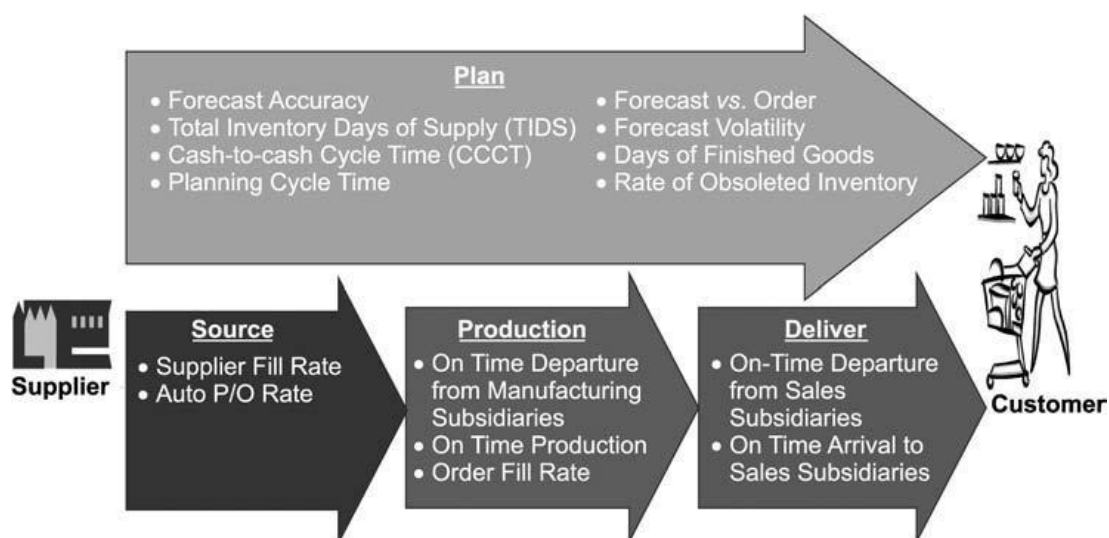 Plan
• Forecast Accuracy
• Total Inventory Days of Supply (TIDS)
• Cash-to-cash Cycle Time (CCCT)
• Planning Cycle Time
• Forecast vs. Order
• Forecast Volatility
• Days of Finished Goods
• Rate of Obsoleted Inventory
Supplier
Source
• Supplier Fill Rate
• Auto P/O Rate
Production
• On Time Departure
from Manufacturing
Subsidiaries
• On Time Production
• Order Fill Rate
Deliver
• On-Time Departure
from Sales
Subsidiaries
• On Time Arrival to
Sales Subsidiaries
Customer